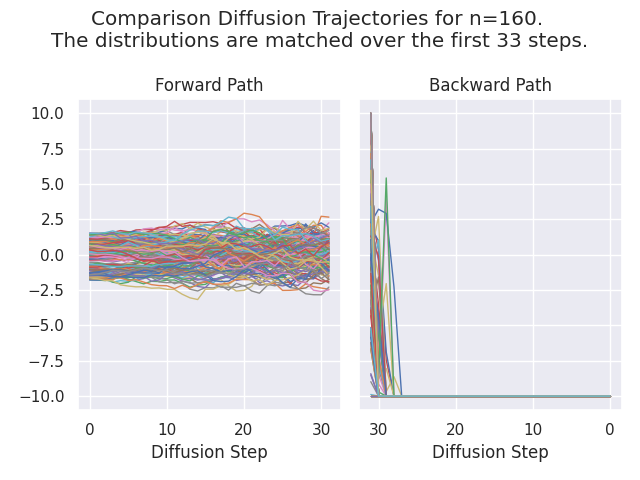 Comparison Diffusion Trajectories for n=160.
The distributions are matched over the first 33 steps.
Forward Path
Backward Path
10.0
7.5
5.0
2.5
0.0
−2.5
−5.0
−7.5
−10.0
0 10 20 30
30 20 10 0
Diffusion Step
Diffusion Step